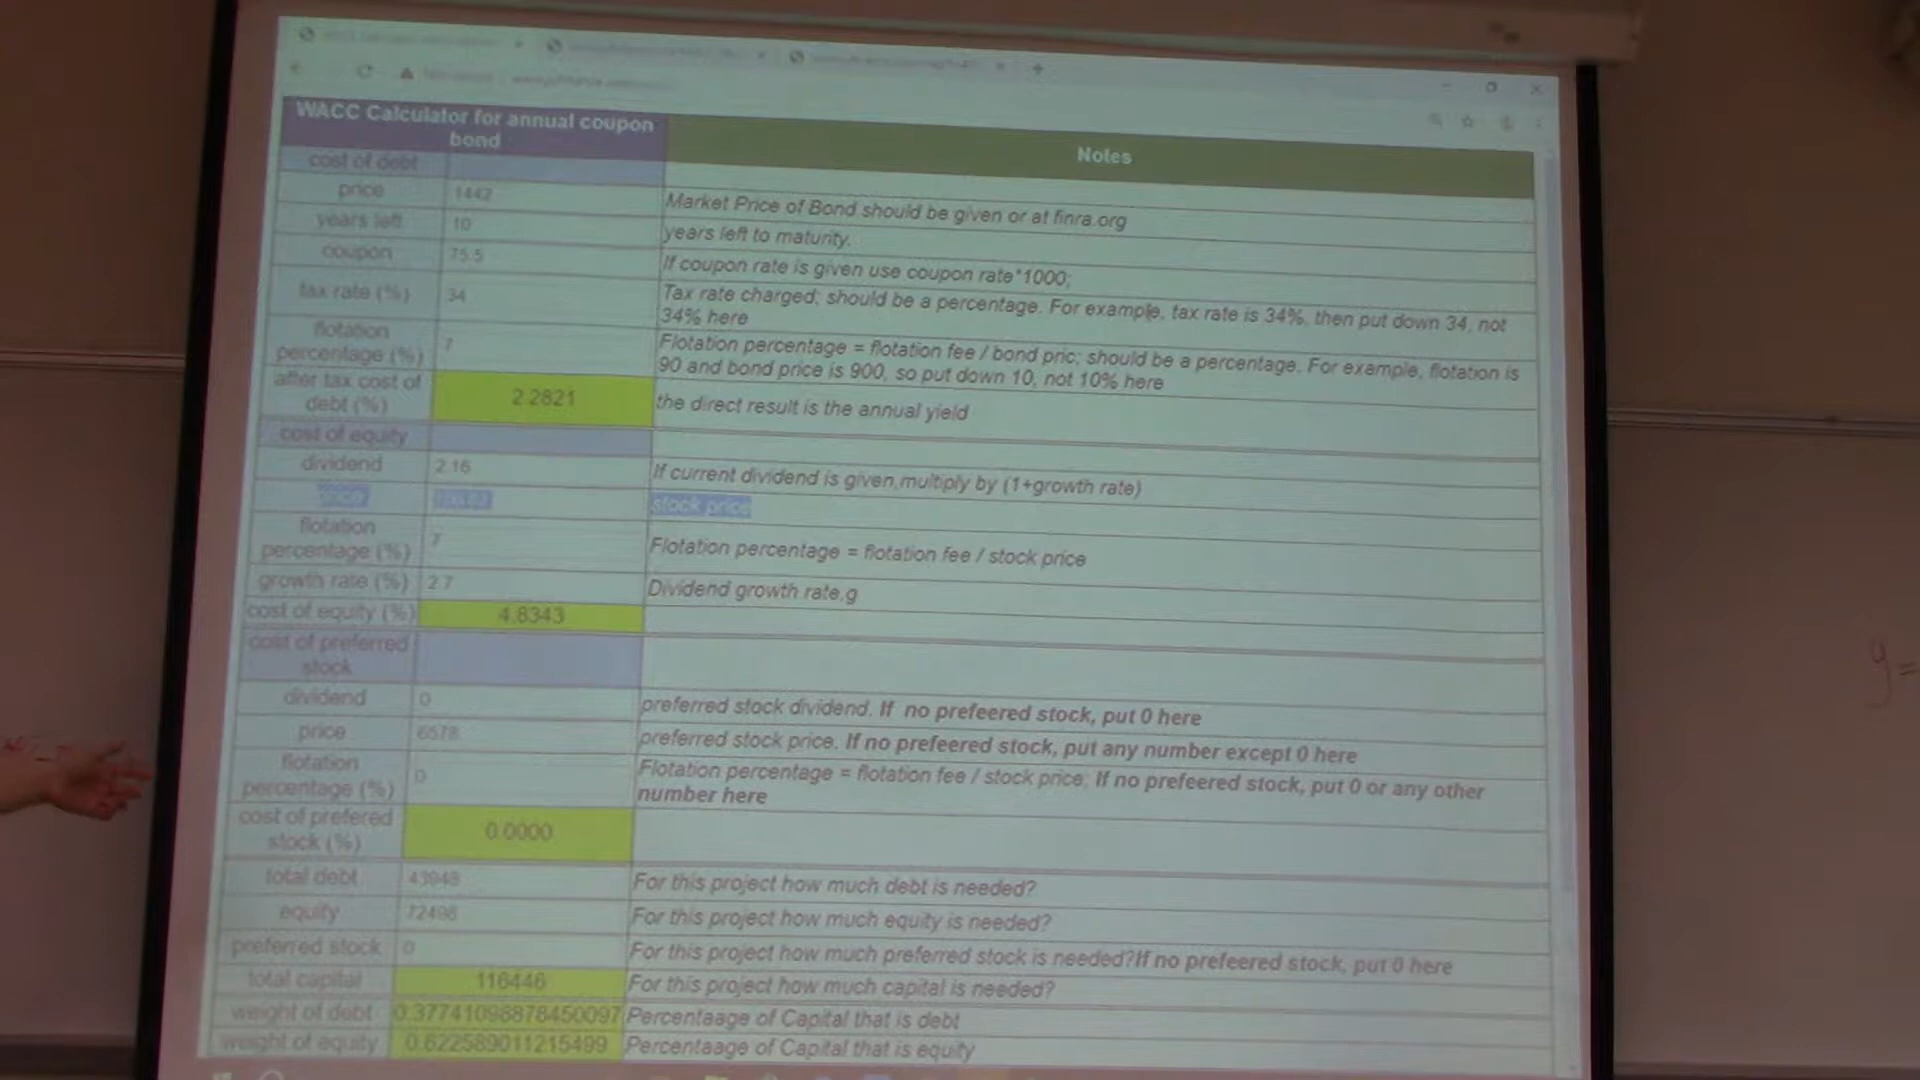 WACC Calculator for annual coupon
bond
Notes
cost of debt
price 1442 Market Price of Bond should be given or at finra.org
years left 10 years left to maturity.
coupon 75.5 If coupon rate is given use coupon rate*1000;
tax rate (%) 34 Tax rate charged; should be a percentage. For example, tax rate is 34%, then put down 34, not
34% here
flotation
percentage (%) 7 Flotation percentage = flotation fee / bond pric; should be a percentage. For example, flotation is
90 and bond price is 900, so put down 10, not 10% here
after tax cost of
debt (%) 2.2821 the direct result is the annual yield
cost of equity
dividend 2.16 If current dividend is given,multiply by (1+growth rate)
price stock price
flotation
percentage (%) 7 Flotation percentage = flotation fee / stock price
growth rate (%) 2.7 Dividend growth rate,g
cost of equity (%) 4.8343
cost of preferred
stock
dividend 0 preferred stock dividend. If no prefeered stock, put 0 here
price 6578 preferred stock price. If no prefeered stock, put any number except 0 here
flotation
percentage (%) 0 Flotation percentage = flotation fee / stock price; If no prefeered stock, put 0 or any other
number here
cost of prefered
stock (%) 0.0000
total debt 43948 For this project how much debt is needed?
equity 72498 For this project how much equity is needed?
preferred stock 0 For this project how much preferred stock is needed?If no prefeered stock, put 0 here
total capital 116446 For this project how much capital is needed?
weight of debt 0.37741098878450097 Percentaage of Capital that is debt
weight of equity 0.622589011215499 Percentaage of Capital that is equity
y=